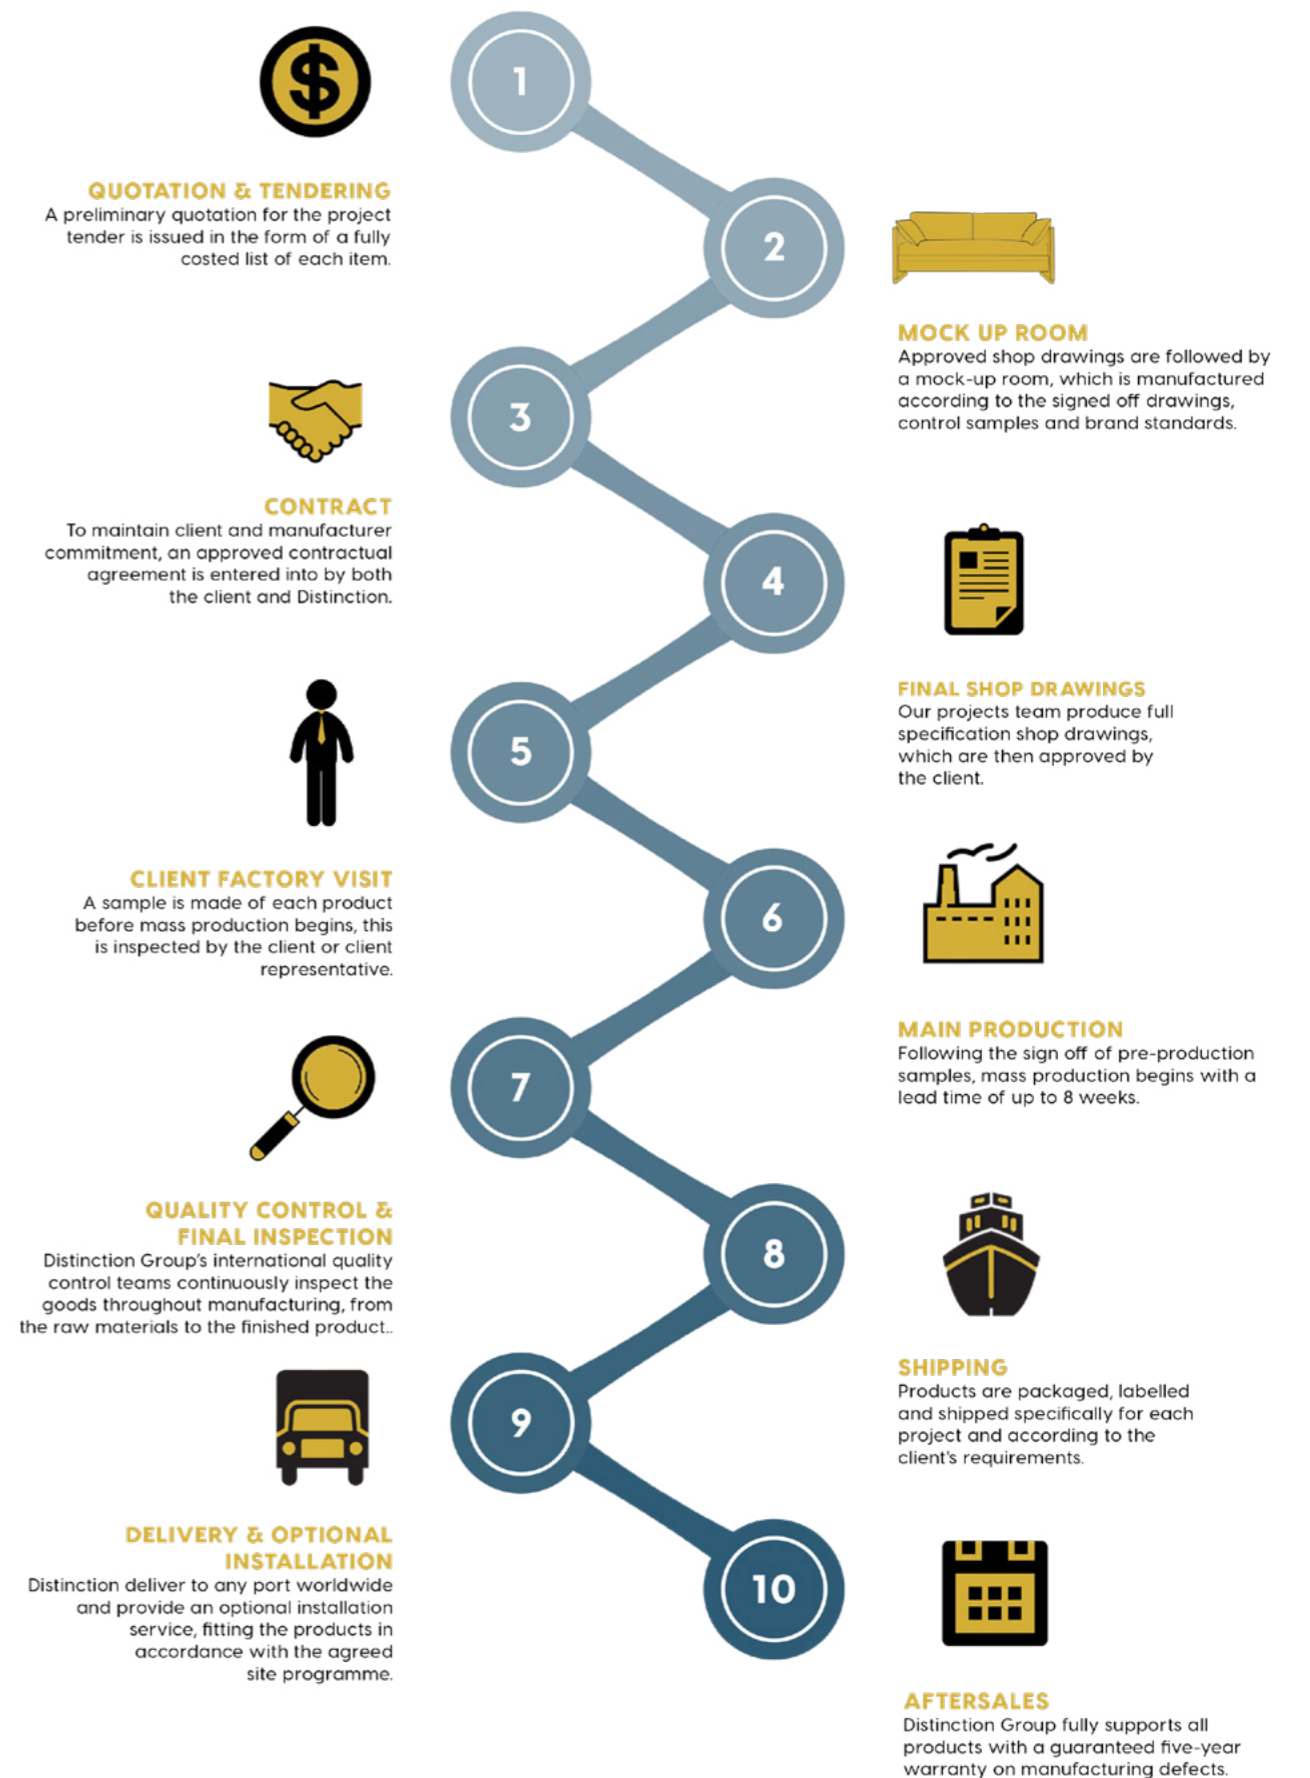 1
QUOTATION & TENDERING
A preliminary quotation for the project
tender is issued in the form of a fully
costed list of each item.
2
MOCK UP ROOM
Approved shop drawings are followed by
a mock-up room, which is manufactured
according to the signed off drawings,
control samples and brand standards.
3
CONTRACT
To maintain client and manufacturer
commitment, an approved contractual
agreement is entered into by both
the client and Distinction.
4
FINAL SHOP DRAWINGS
Our projects team produce full
specification shop drawings,
which are then approved by
the client.
5
CLIENT FACTORY VISIT
A sample is made of each product
before mass production begins, this
is inspected by the client or client
representative.
6
MAIN PRODUCTION
Following the sign off of pre-production
samples, mass production begins with a
lead time of up to 8 weeks.
7
QUALITY CONTROL &
FINAL INSPECTION
Distinction Group's international quality
control teams continuously inspect the
goods throughout manufacturing, from
the raw materials to the finished product..
8
SHIPPING
Products are packaged, labelled
and shipped specifically for each
project and according to the
client's requirements.
9
DELIVERY & OPTIONAL
INSTALLATION
Distinction deliver to any port worldwide
and provide an optional installation
service, fitting the products in
accordance with the agreed
site programme.
10
AFTERSALES
Distinction Group fully supports all
products with a guaranteed five-year
warranty on manufacturing defects.